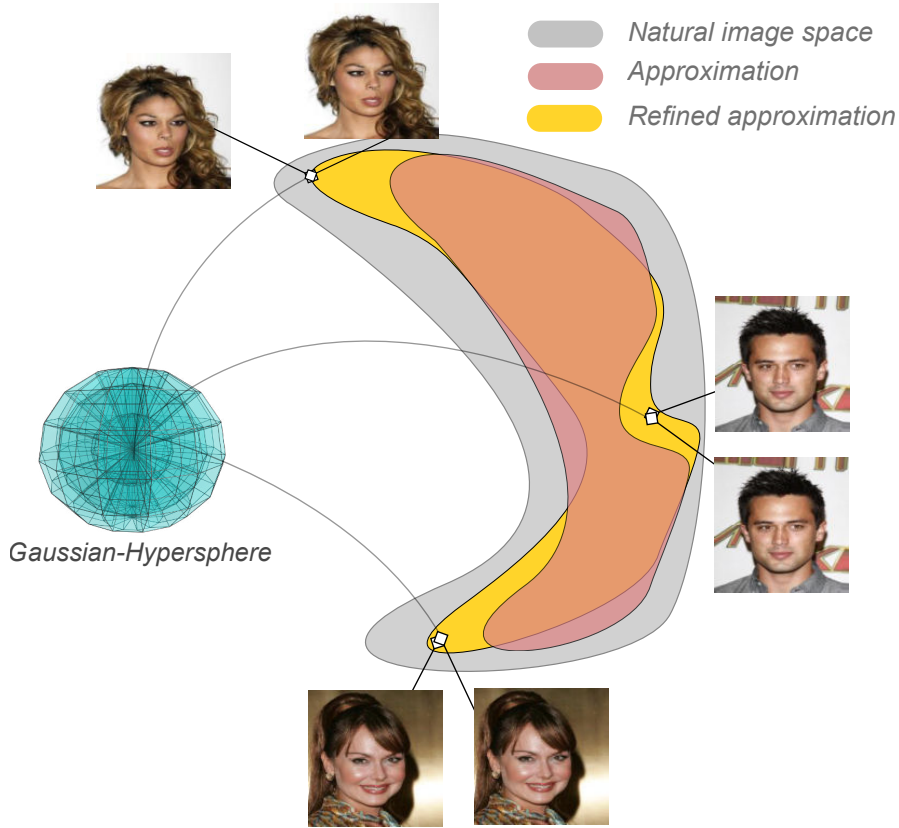 Natural image space
Approximation
Refined approximation
Gaussian-Hypersphere